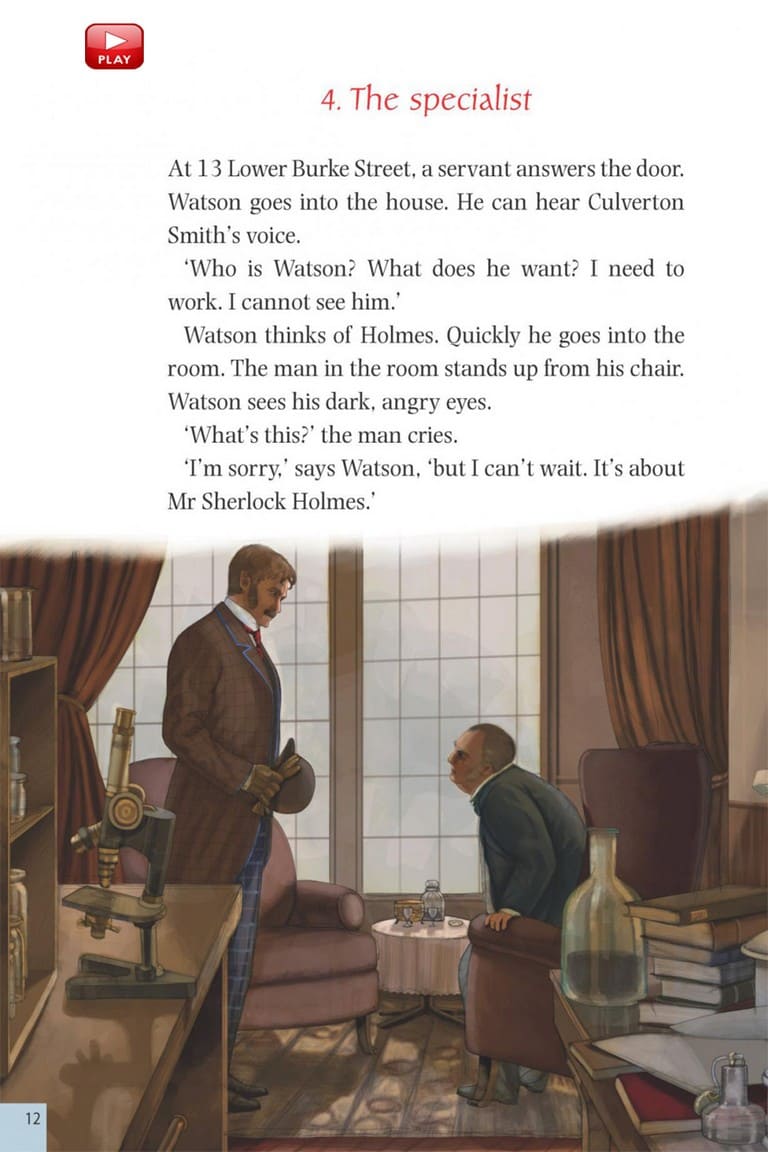 PLAY
4. The specialist
At 13 Lower Burke Street, a servant answers the door.
Watson goes into the house. He can hear Culverton
Smith’s voice.
‘Who is Watson? What does he want? I need to
work. I cannot see him.’
Watson thinks of Holmes. Quickly he goes into the
room. The man in the room stands up from his chair.
Watson sees his dark, angry eyes.
‘What’s this?’ the man cries.
‘I’m sorry,’ says Watson, ‘but I can’t wait. It’s about
Mr Sherlock Holmes.’
12